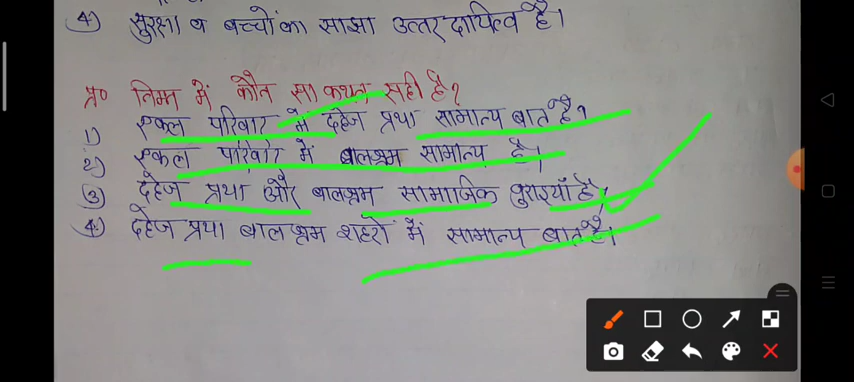 4) सुरक्षा व बच्चों का साझा उत्तरदायित्व है।
प्र० निम्न में कौन सा कथन सही है?
1) एकल परिवार में दहेज प्रथा सामान्य बात है?
2) एकल परिवार में बालश्रम सामान्य है।
3) दहेज प्रथा और बालश्रम सामाजिक बुराइयाँ हैं।
4) दहेज प्रथा बालश्रम शहरों में सामान्य बात है।